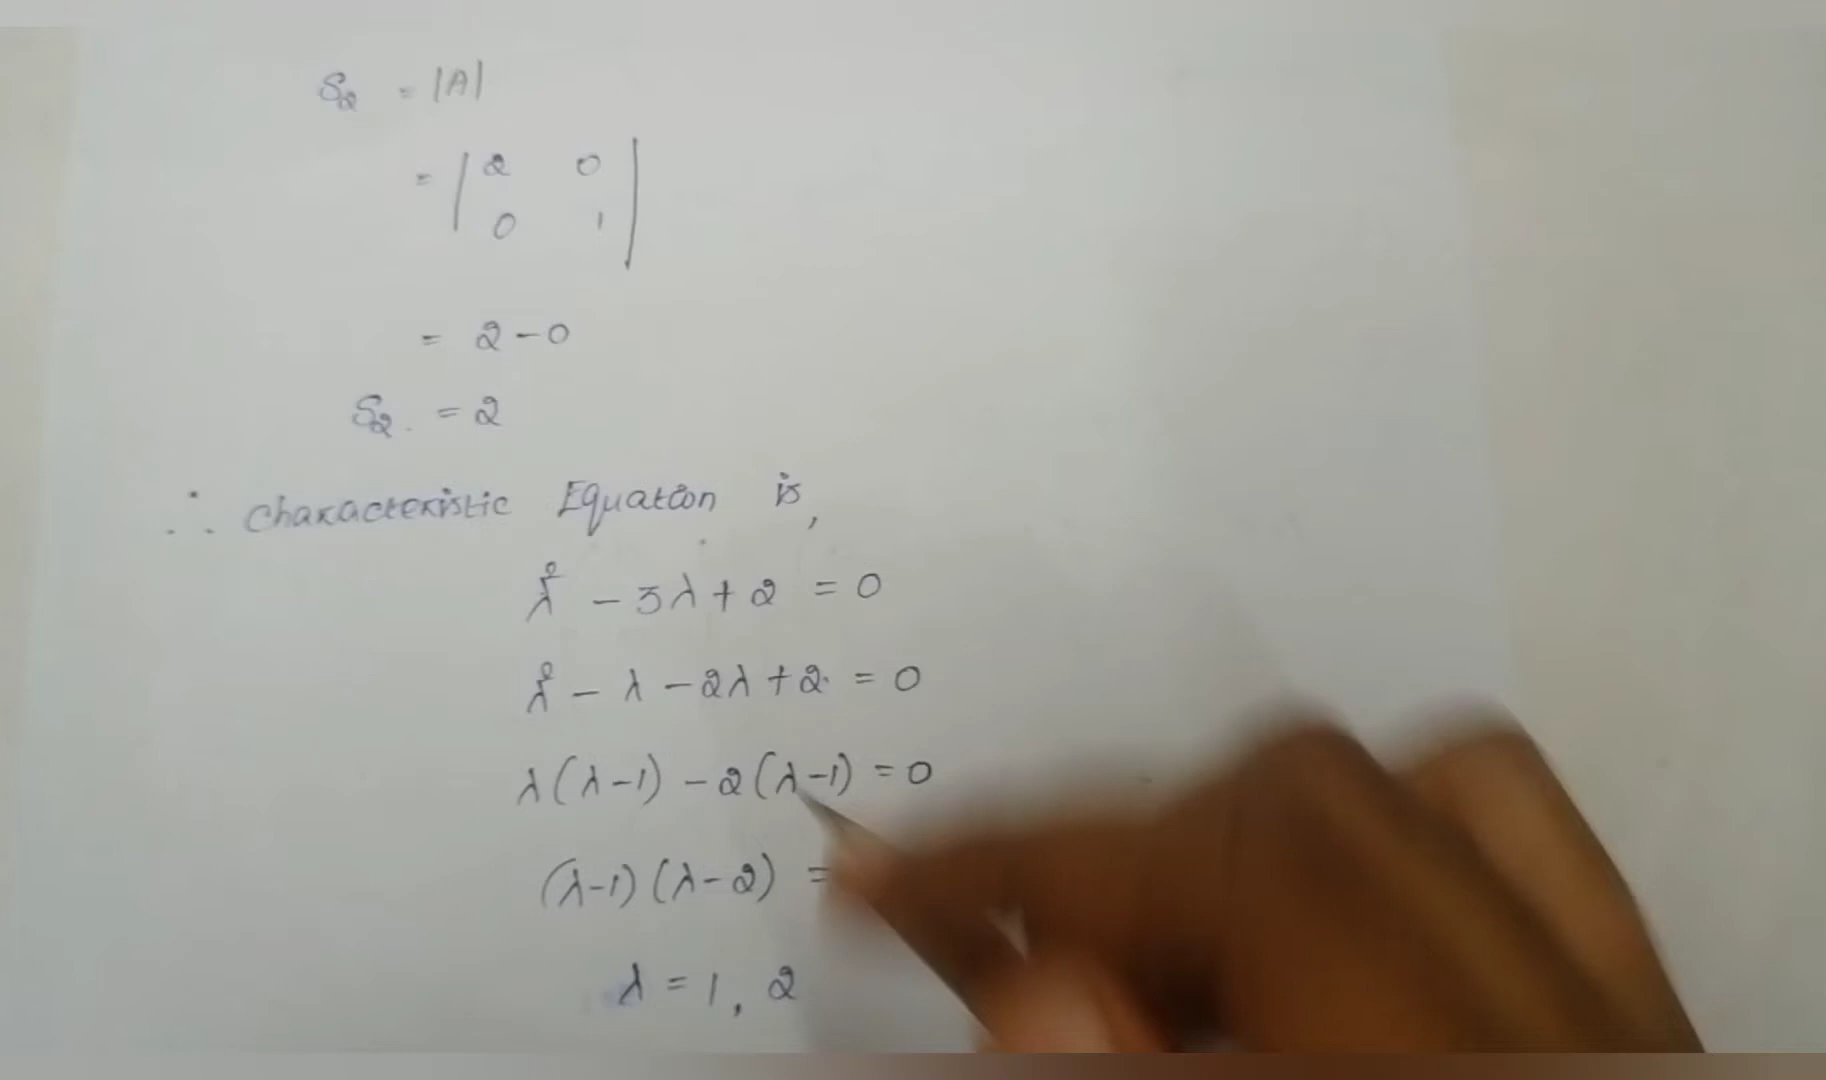 S₂ = |A|
= | 2 0 |
0 1
= 2 - 0
S₂ = 2
∴ Characteristic Equation is,
λ² - 3λ + 2 = 0
λ² - λ - 2λ + 2 = 0
λ(λ-1) - 2(λ-1) = 0
(λ-1)(λ-2) =
λ = 1, 2